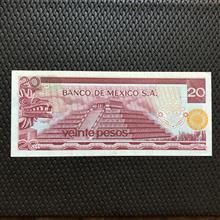 20
BANCO DE MEXICO S.A.
20
veinte pesos